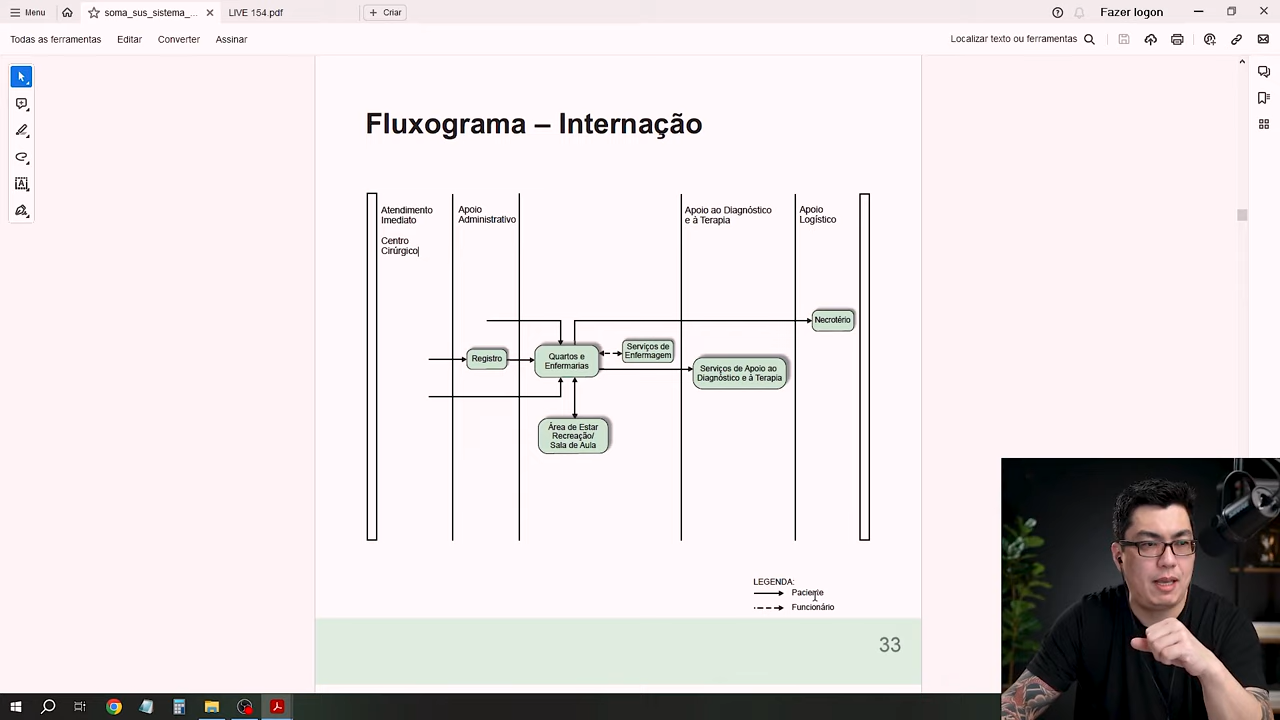 Menu
soma_sus_sistema_...
LIVE 154.pdf
Criar
Fazer logon
Todas as ferramentas
Editar
Converter
Assinar
Localizar texto ou ferramentas
Fluxograma – Internação
Atendimento
Imediato
Centro
Cirúrgico
Apoio
Administrativo
Apoio ao Diagnóstico
e à Terapia
Apoio
Logístico
Necrotério
Registro
Quartos e
Enfermarias
Serviços de
Enfermagem
Serviços de Apoio ao
Diagnóstico e à Terapia
Área de Estar
Recreação/
Sala de Aula
LEGENDA:
Paciente
Funcionário
33